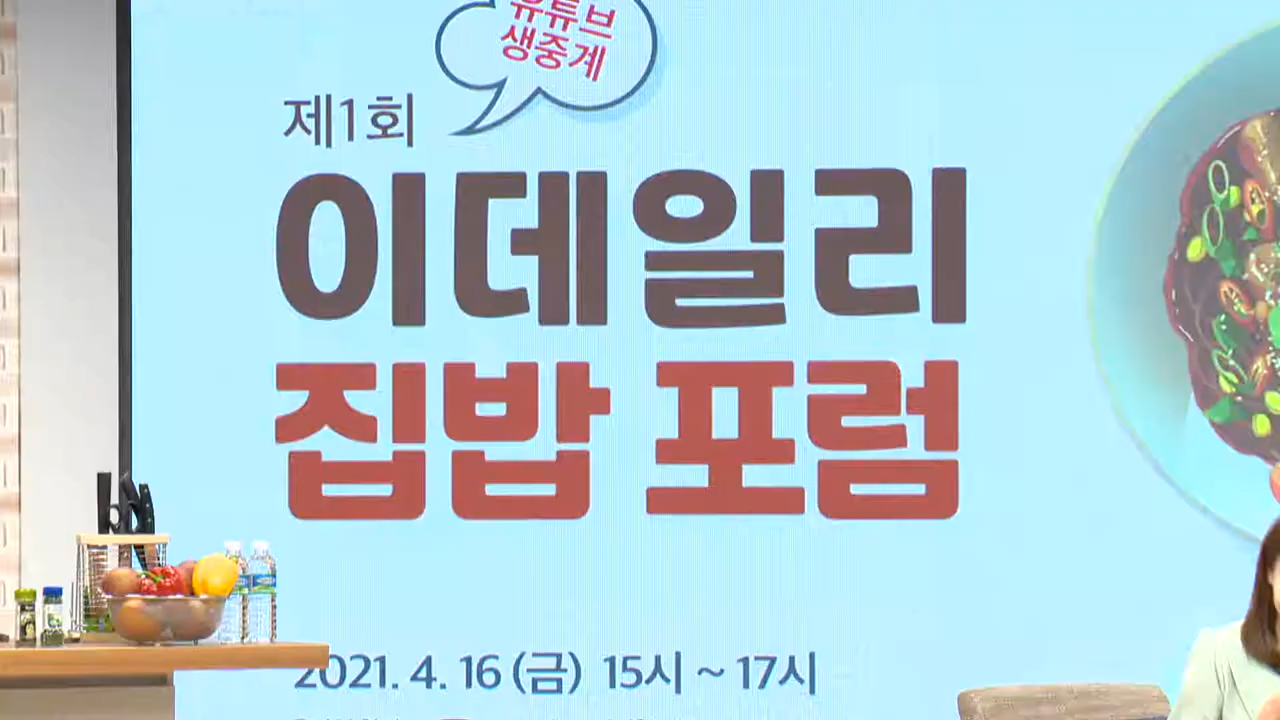 유튜브
생중계
제1회
이데일리
집밥 포럼
2021. 4. 16 (금) 15시 ~ 17시